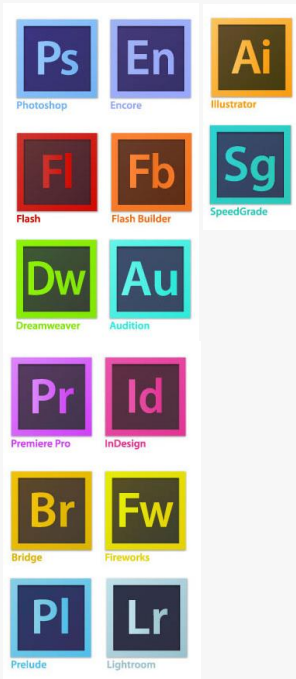 Ps En Ai
Photoshop Encore Illustrator
Fl Fb Sg
Flash Flash Builder SpeedGrade
Dw Au
Dreamweaver Audition
Pr Id
Premiere Pro InDesign
Br Fw
Bridge Fireworks
Pl Lr
Prelude Lightroom